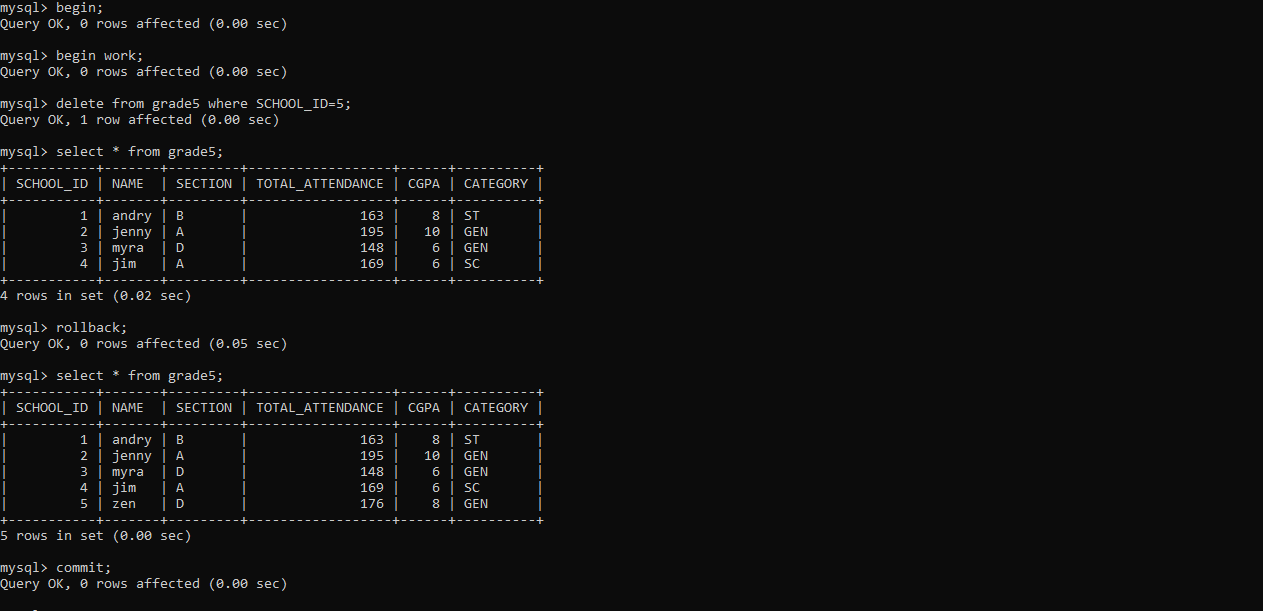 mysql> begin;
Query OK, 0 rows affected (0.00 sec)
mysql> begin work;
Query OK, 0 rows affected (0.00 sec)
mysql> delete from grade5 where SCHOOL_ID=5;
Query OK, 1 row affected (0.00 sec)
mysql> select * from grade5;
+-----------+-------+---------+------------------+------+----------+
| SCHOOL_ID | NAME  | SECTION | TOTAL_ATTENDANCE | CGPA | CATEGORY |
+-----------+-------+---------+------------------+------+----------+
|         1 | andry | B       |              163 |    8 | ST       |
|         2 | jenny | A       |              195 |   10 | GEN      |
|         3 | myra  | D       |              148 |    6 | GEN      |
|         4 | jim   | A       |              169 |    6 | SC       |
+-----------+-------+---------+------------------+------+----------+
4 rows in set (0.02 sec)
mysql> rollback;
Query OK, 0 rows affected (0.05 sec)
mysql> select * from grade5;
+-----------+-------+---------+------------------+------+----------+
| SCHOOL_ID | NAME  | SECTION | TOTAL_ATTENDANCE | CGPA | CATEGORY |
+-----------+-------+---------+------------------+------+----------+
|         1 | andry | B       |              163 |    8 | ST       |
|         2 | jenny | A       |              195 |   10 | GEN      |
|         3 | myra  | D       |              148 |    6 | GEN      |
|         4 | jim   | A       |              169 |    6 | SC       |
|         5 | zen   | D       |              176 |    8 | GEN      |
+-----------+-------+---------+------------------+------+----------+
5 rows in set (0.00 sec)
mysql> commit;
Query OK, 0 rows affected (0.00 sec)